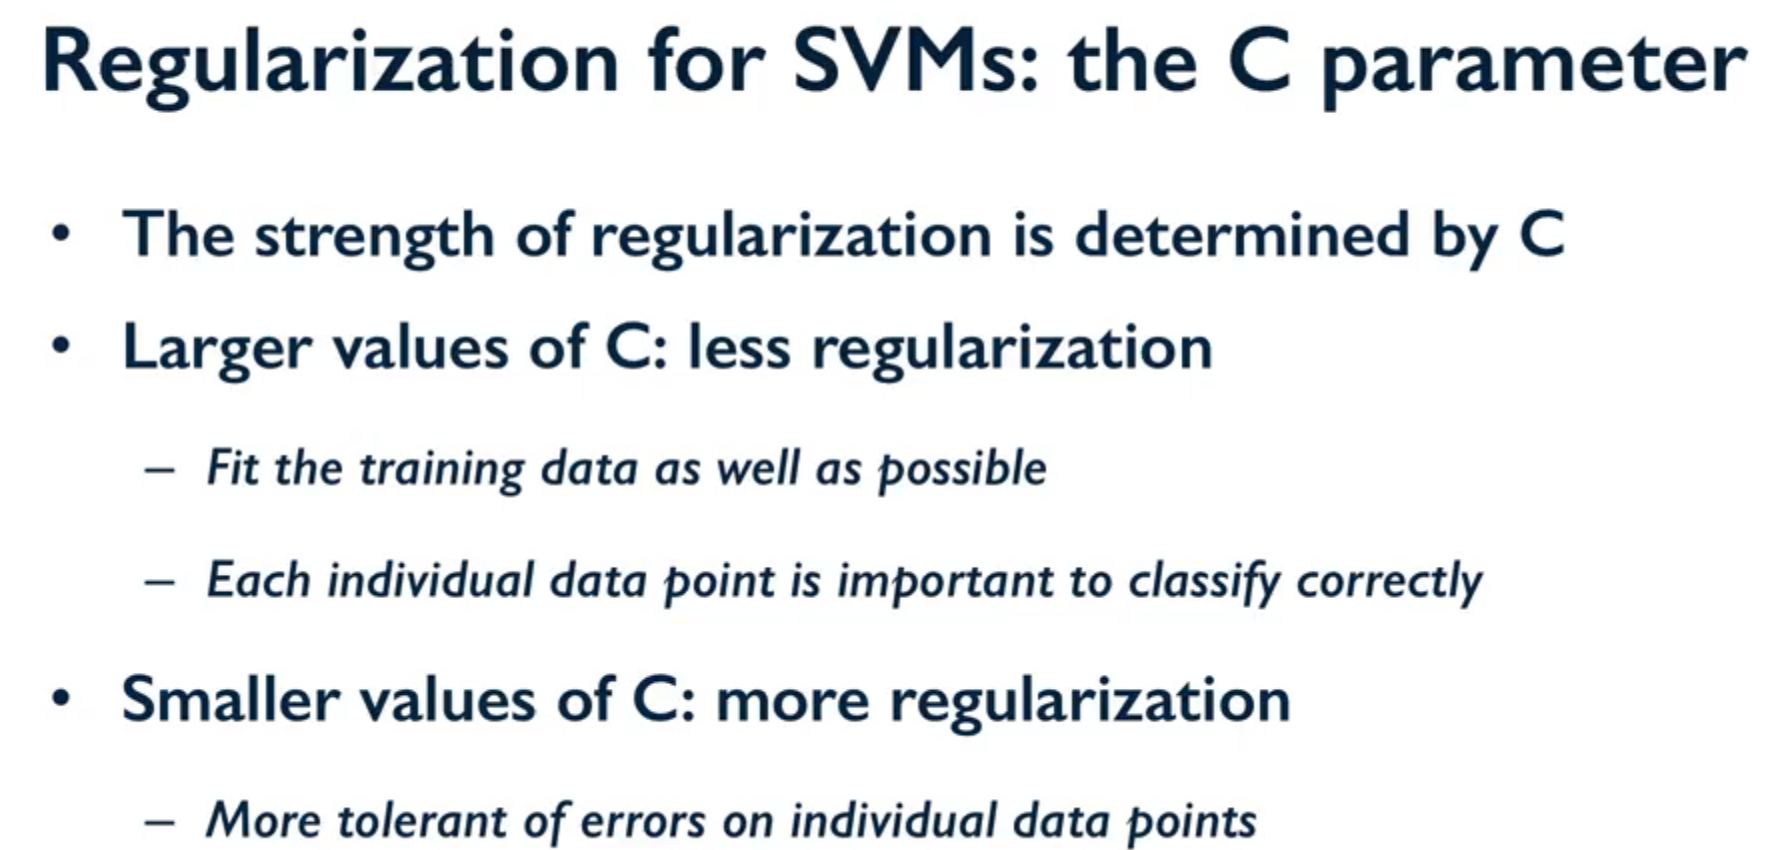 Regularization for SVMs: the C parameter
• The strength of regularization is determined by C
• Larger values of C: less regularization
– Fit the training data as well as possible
– Each individual data point is important to classify correctly
• Smaller values of C: more regularization
– More tolerant of errors on individual data points